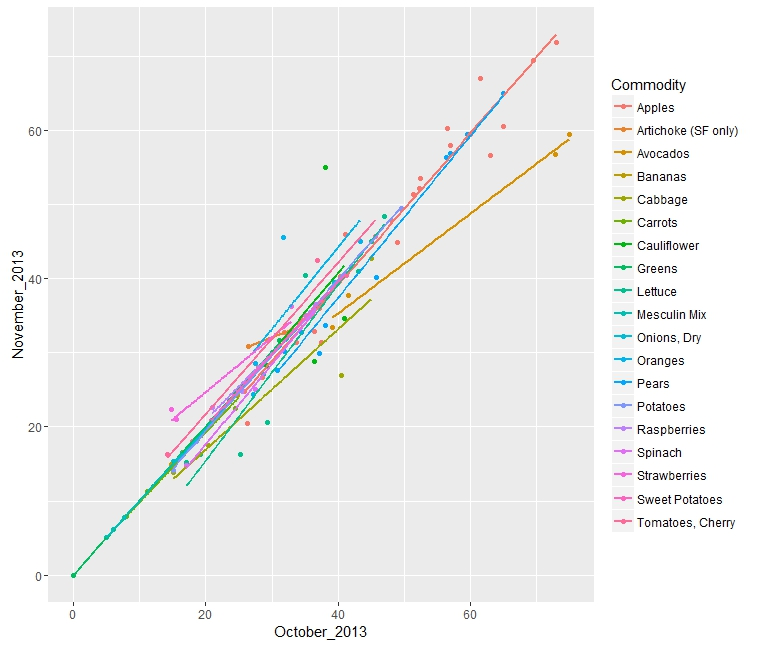 Commodity
Apples
Artichoke (SF only)
Avocados
Bananas
Cabbage
Carrots
Cauliflower
Greens
Lettuce
Mesculin Mix
Onions, Dry
Oranges
Pears
Potatoes
Raspberries
Spinach
Strawberries
Sweet Potatoes
Tomatoes, Cherry
November_2013
60
40
20
0
0 20 40 60
October_2013